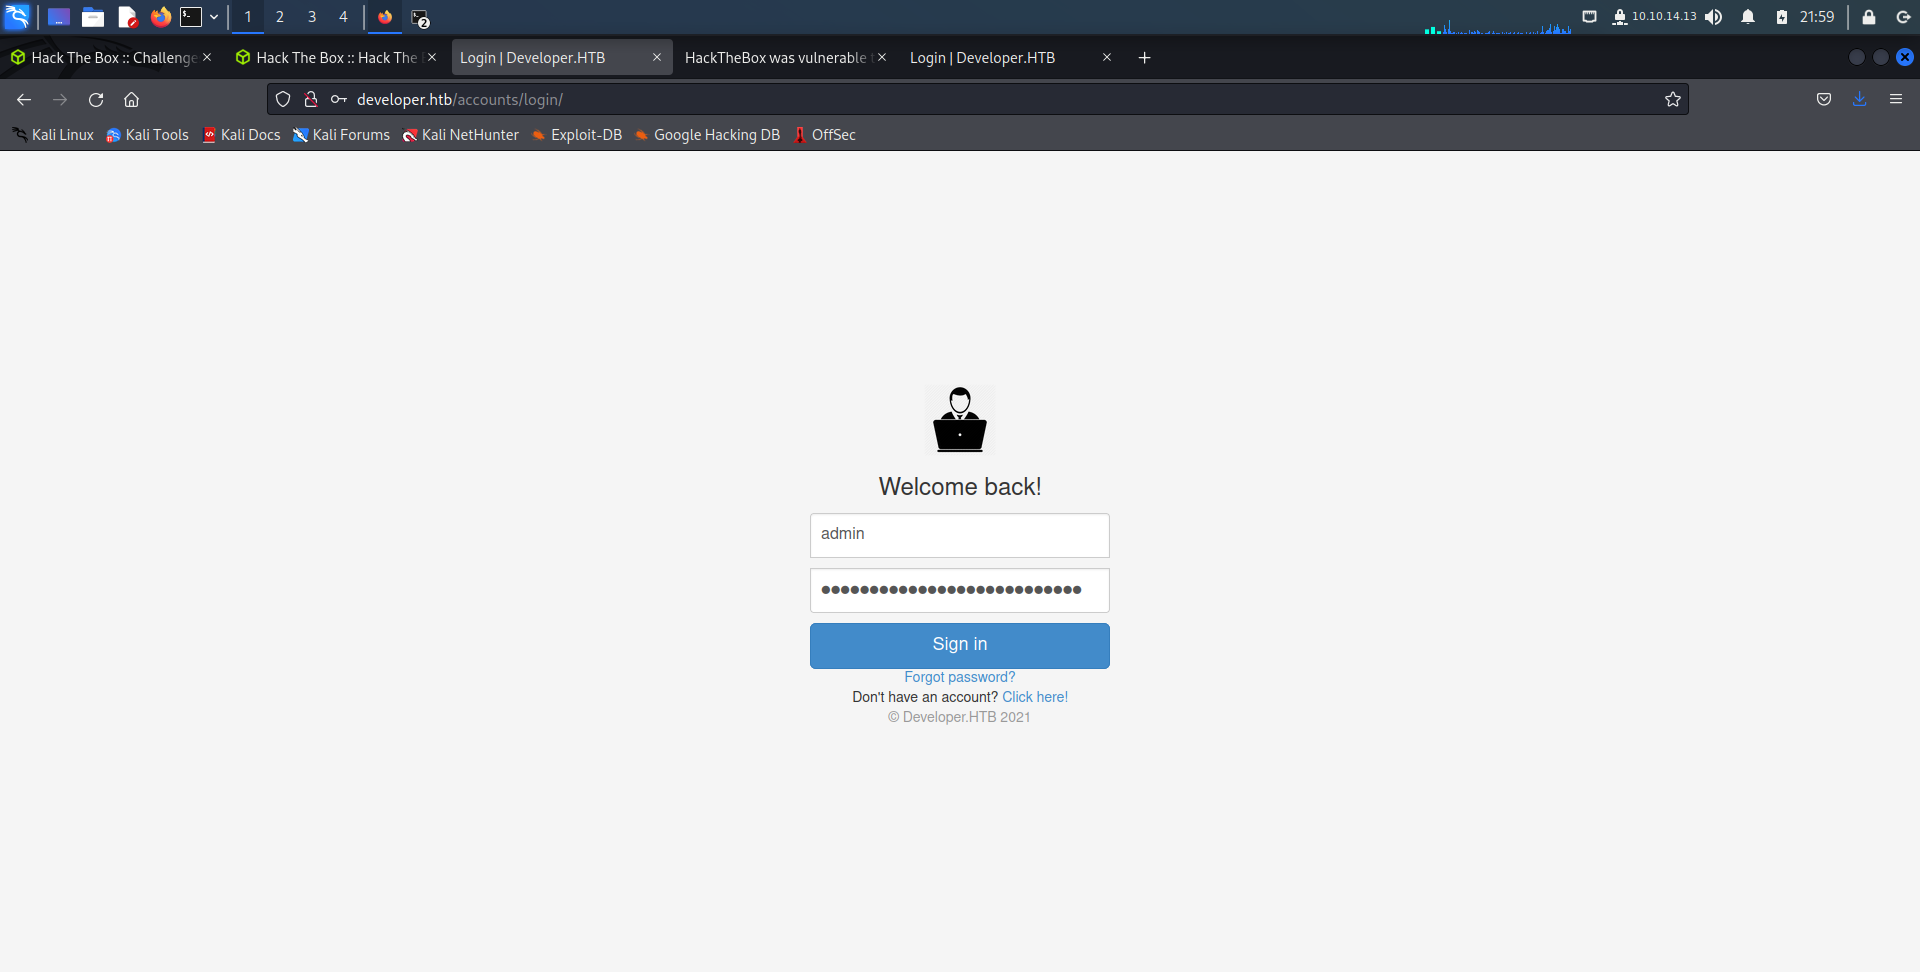 1 2 3 4 2 10.10.14.13 21:59
Hack The Box :: Challenge Hack The Box :: Hack The Login | Developer.HTB HackTheBox was vulnerable Login | Developer.HTB
developer.htb/accounts/login/
Kali Linux Kali Tools Kali Docs Kali Forums Kali NetHunter Exploit-DB Google Hacking DB OffSec
Welcome back!
admin
Sign in
Forgot password?
Don't have an account? Click here!
© Developer.HTB 2021